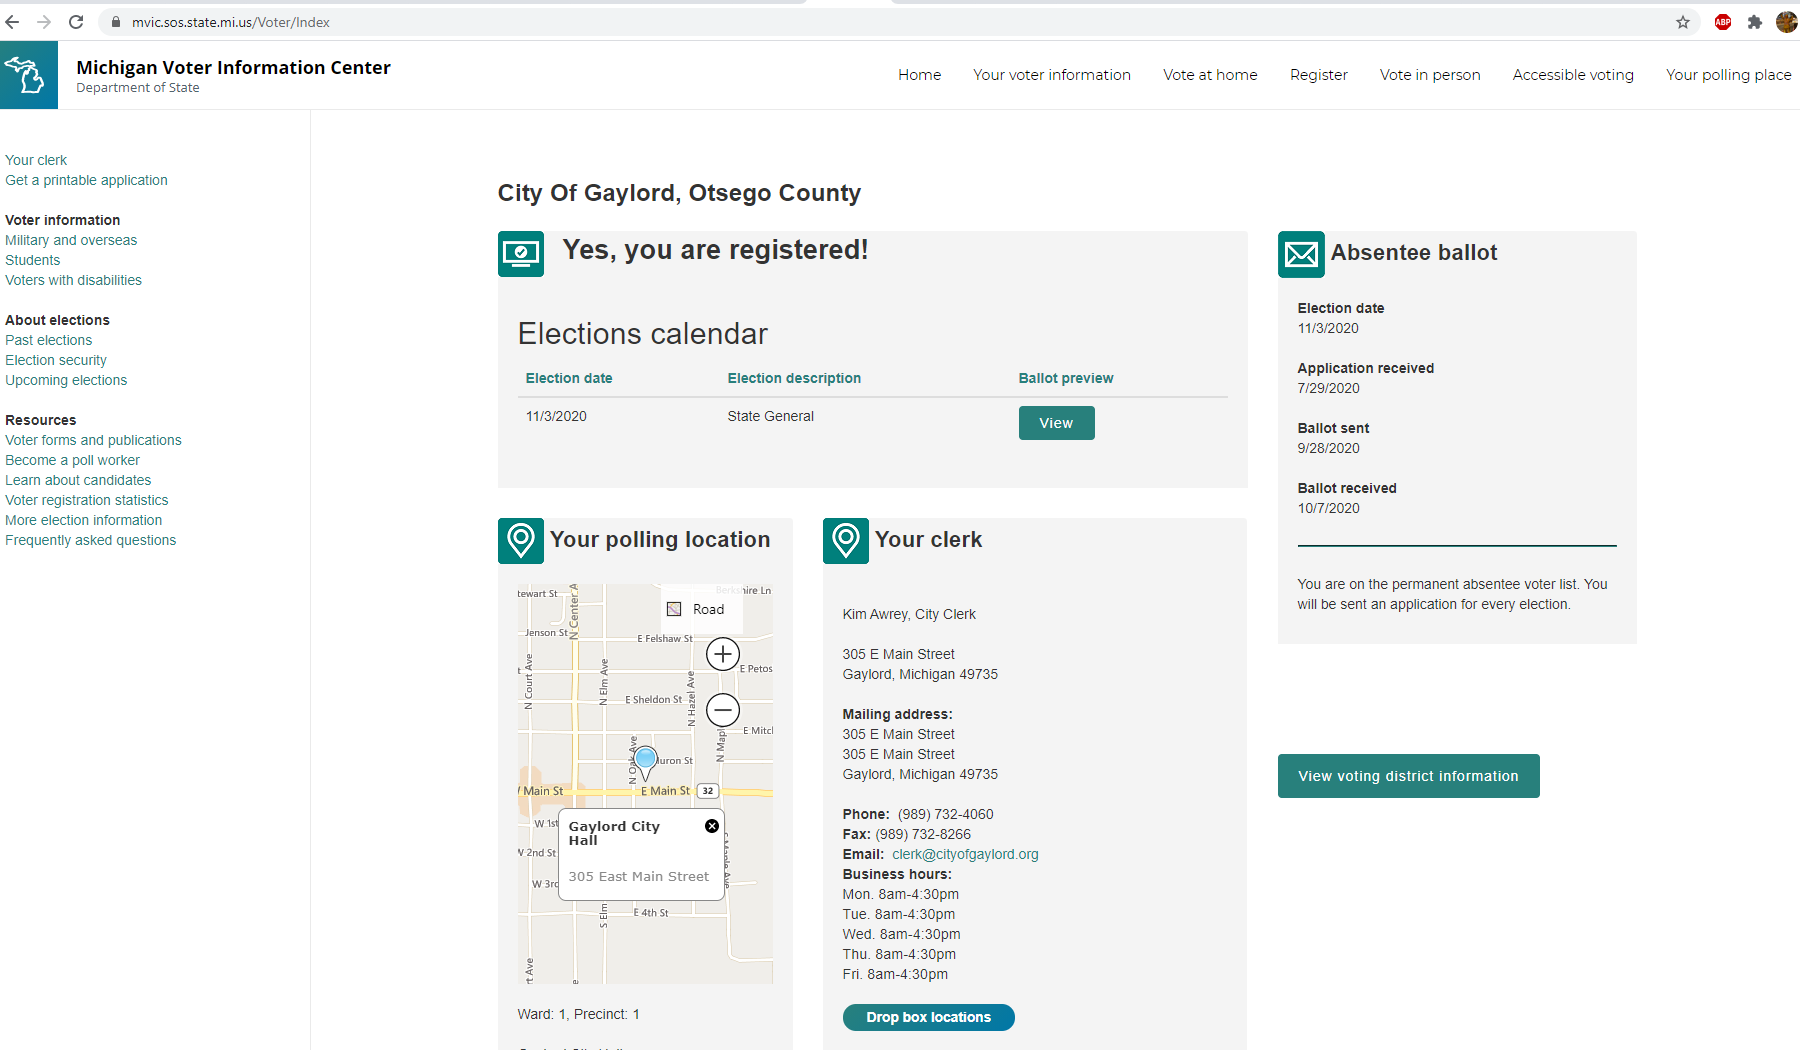 mvic.sos.state.mi.us/Voter/Index
ABP
Michigan Voter Information Center
Department of State
Home
Your voter information
Vote at home
Register
Vote in person
Accessible voting
Your polling place
Your clerk
Get a printable application
Voter information
Military and overseas
Students
Voters with disabilities
About elections
Past elections
Election security
Upcoming elections
Resources
Voter forms and publications
Become a poll worker
Learn about candidates
Voter registration statistics
More election information
Frequently asked questions
City Of Gaylord, Otsego County
Yes, you are registered!
Elections calendar
Election date Election description Ballot preview
11/3/2020 State General View
Absentee ballot
Election date
11/3/2020
Application received
7/29/2020
Ballot sent
9/28/2020
Ballot received
10/7/2020
You are on the permanent absentee voter list. You
will be sent an application for every election.
View voting district information
Your polling location
tewart St
N Center A
Berkshire Ln
Road
Jenson St
E Felshaw St
N Court Ave
N Elm Ave
E Petos
N Hazel Ave
E Sheldon St
N Mapl
E Mitcl
N Oak Ave
uron St
Main St
E Main St
32
W 1st
Gaylord City
Hall
W 2nd St
305 East Main Street
S Maple Ave
W 3rd
E 4th St
S Elm
rt Ave
Ward: 1, Precinct: 1
Your clerk
Kim Awrey, City Clerk
305 E Main Street
Gaylord, Michigan 49735
Mailing address:
305 E Main Street
305 E Main Street
Gaylord, Michigan 49735
Phone: (989) 732-4060
Fax: (989) 732-8266
Email: clerk@cityofgaylord.org
Business hours:
Mon. 8am-4:30pm
Tue. 8am-4:30pm
Wed. 8am-4:30pm
Thu. 8am-4:30pm
Fri. 8am-4:30pm
Drop box locations